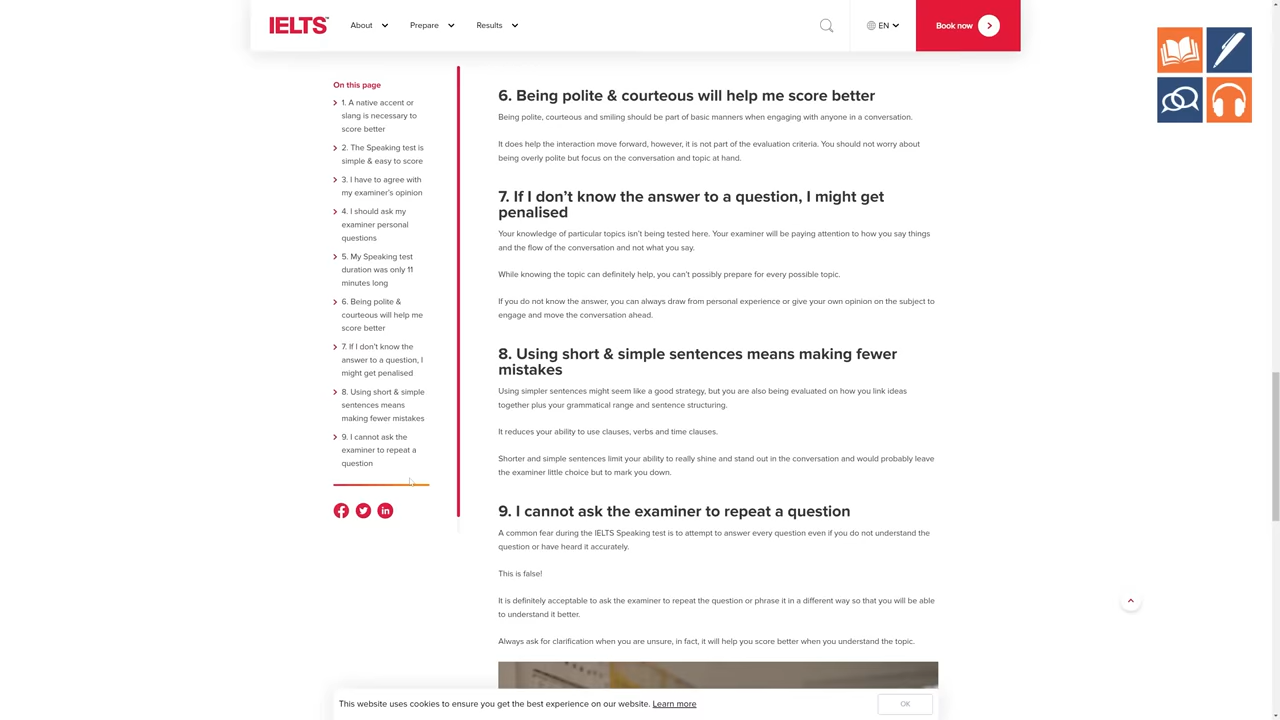 IELTS™
About
Prepare
Results
EN
Book now
On this page
1. A native accent or
slang is necessary to
score better
2. The Speaking test is
simple & easy to score
3. I have to agree with
my examiner's opinion
4. I should ask my
examiner personal
questions
5. My Speaking test
duration was only 11
minutes long
6. Being polite &
courteous will help me
score better
7. If I don't know the
answer to a question, I
might get penalised
8. Using short & simple
sentences means
making fewer mistakes
9. I cannot ask the
examiner to repeat a
question
6. Being polite & courteous will help me score better
Being polite, courteous and smiling should be part of basic manners when engaging with anyone in a conversation.
It does help the interaction move forward, however, it is not part of the evaluation criteria. You should not worry about
being overly polite but focus on the conversation and topic at hand.
7. If I don't know the answer to a question, I might get
penalised
Your knowledge of particular topics isn't being tested here. Your examiner will be paying attention to how you say things
and the flow of the conversation and not what you say.
While knowing the topic can definitely help, you can't possibly prepare for every possible topic.
If you do not know the answer, you can always draw from personal experience or give your own opinion on the subject to
engage and move the conversation ahead.
8. Using short & simple sentences means making fewer
mistakes
Using simpler sentences might seem like a good strategy, but you are also being evaluated on how you link ideas
together plus your grammatical range and sentence structuring.
It reduces your ability to use clauses, verbs and time clauses.
Shorter and simple sentences limit your ability to really shine and stand out in the conversation and would probably leave
the examiner little choice but to mark you down.
9. I cannot ask the examiner to repeat a question
A common fear during the IELTS Speaking test is to attempt to answer every question even if you do not understand the
question or have heard it accurately.
This is false!
It is definitely acceptable to ask the examiner to repeat the question or phrase it in a different way so that you will be able
to understand it better.
Always ask for clarification when you are unsure, in fact, it will help you score better when you understand the topic.
This website uses cookies to ensure you get the best experience on our website. Learn more
OK